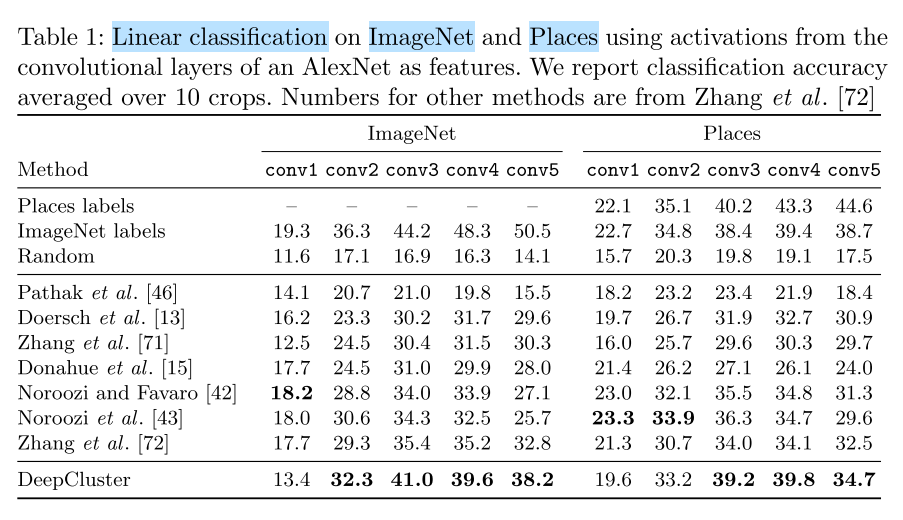 Table 1: Linear classification on ImageNet and Places using activations from the
convolutional layers of an AlexNet as features. We report classification accuracy
averaged over 10 crops. Numbers for other methods are from Zhang et al. [72]
ImageNet Places
Method conv1 conv2 conv3 conv4 conv5 conv1 conv2 conv3 conv4 conv5
Places labels – – – – – 22.1 35.1 40.2 43.3 44.6
ImageNet labels 19.3 36.3 44.2 48.3 50.5 22.7 34.8 38.4 39.4 38.7
Random 11.6 17.1 16.9 16.3 14.1 15.7 20.3 19.8 19.1 17.5
Pathak et al. [46] 14.1 20.7 21.0 19.8 15.5 18.2 23.2 23.4 21.9 18.4
Doersch et al. [13] 16.2 23.3 30.2 31.7 29.6 19.7 26.7 31.9 32.7 30.9
Zhang et al. [71] 12.5 24.5 30.4 31.5 30.3 16.0 25.7 29.6 30.3 29.7
Donahue et al. [15] 17.7 24.5 31.0 29.9 28.0 21.4 26.2 27.1 26.1 24.0
Noroozi and Favaro [42] 18.2 28.8 34.0 33.9 27.1 23.0 32.1 35.5 34.8 31.3
Noroozi et al. [43] 18.0 30.6 34.3 32.5 25.7 23.3 33.9 36.3 34.7 29.6
Zhang et al. [72] 17.7 29.3 35.4 35.2 32.8 21.3 30.7 34.0 34.1 32.5
DeepCluster 13.4 32.3 41.0 39.6 38.2 19.6 33.2 39.2 39.8 34.7